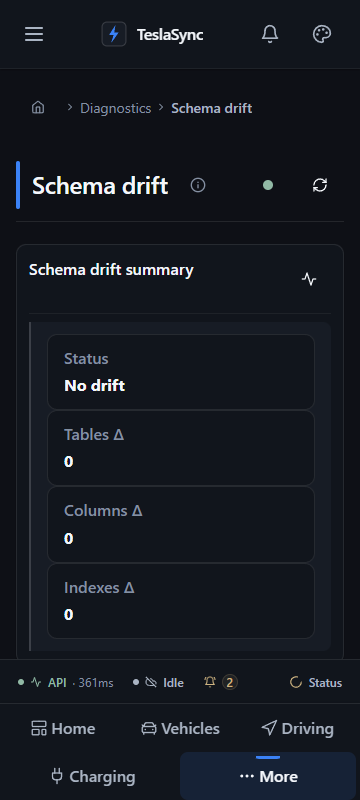 TeslaSync
Diagnostics > Schema drift
Schema drift
Schema drift summary
Status
No drift
Tables Δ
0
Columns Δ
0
Indexes Δ
0
API · 361ms Idle 2 Status
Home Vehicles Driving
Charging More